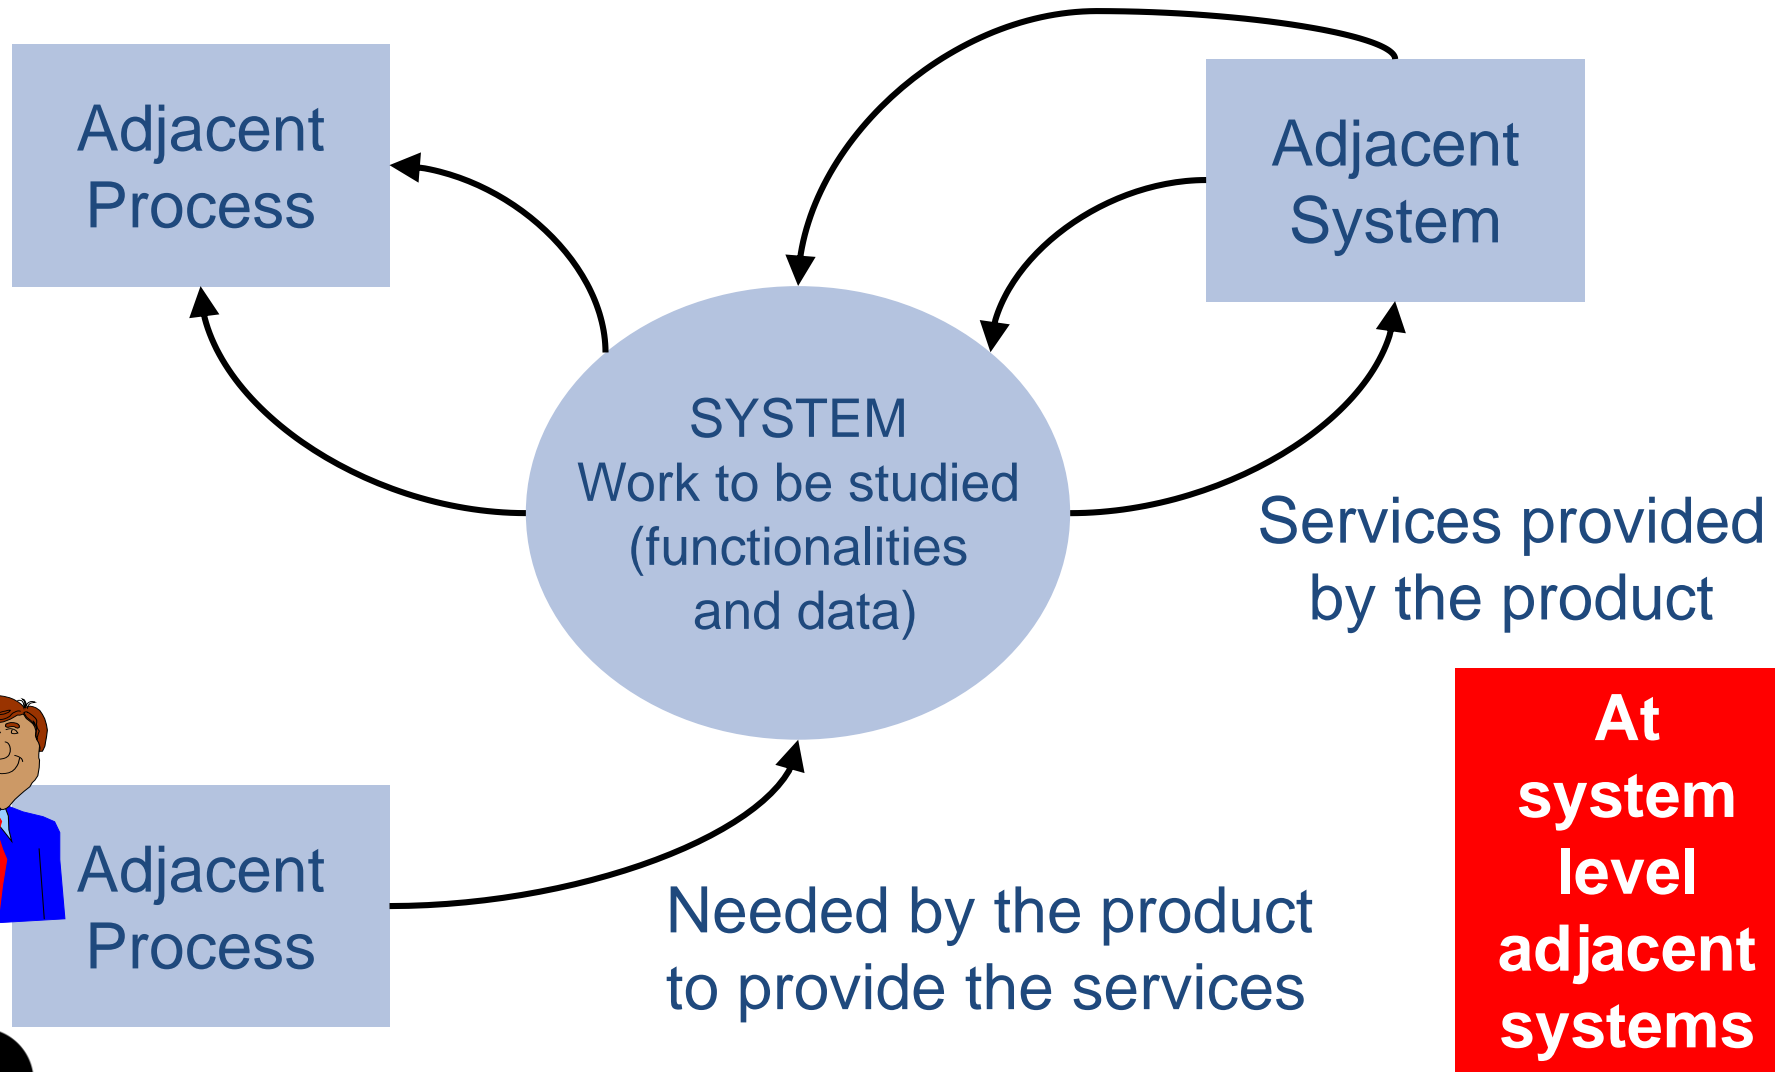 Adjacent
Process
Adjacent
System
SYSTEM
Work to be studied
(functionalities
and data)
Services provided
by the product
Adjacent
Process
Needed by the product
to provide the services
At
system
level
adjacent
systems